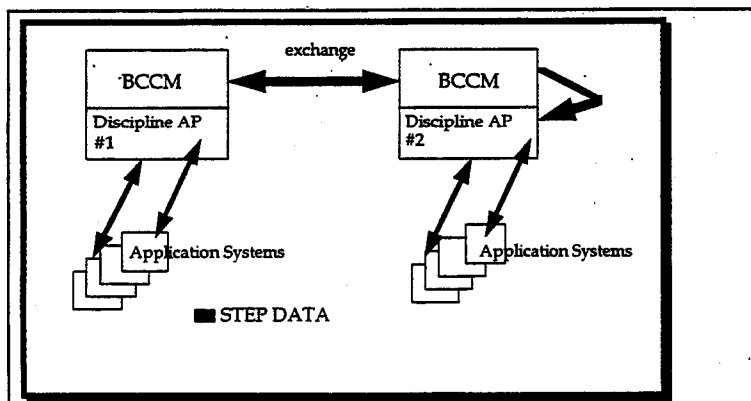 exchange
BCCM
BCCM
Discipline AP
#1
Discipline AP
#2
Application Systems
Application Systems
STEP DATA